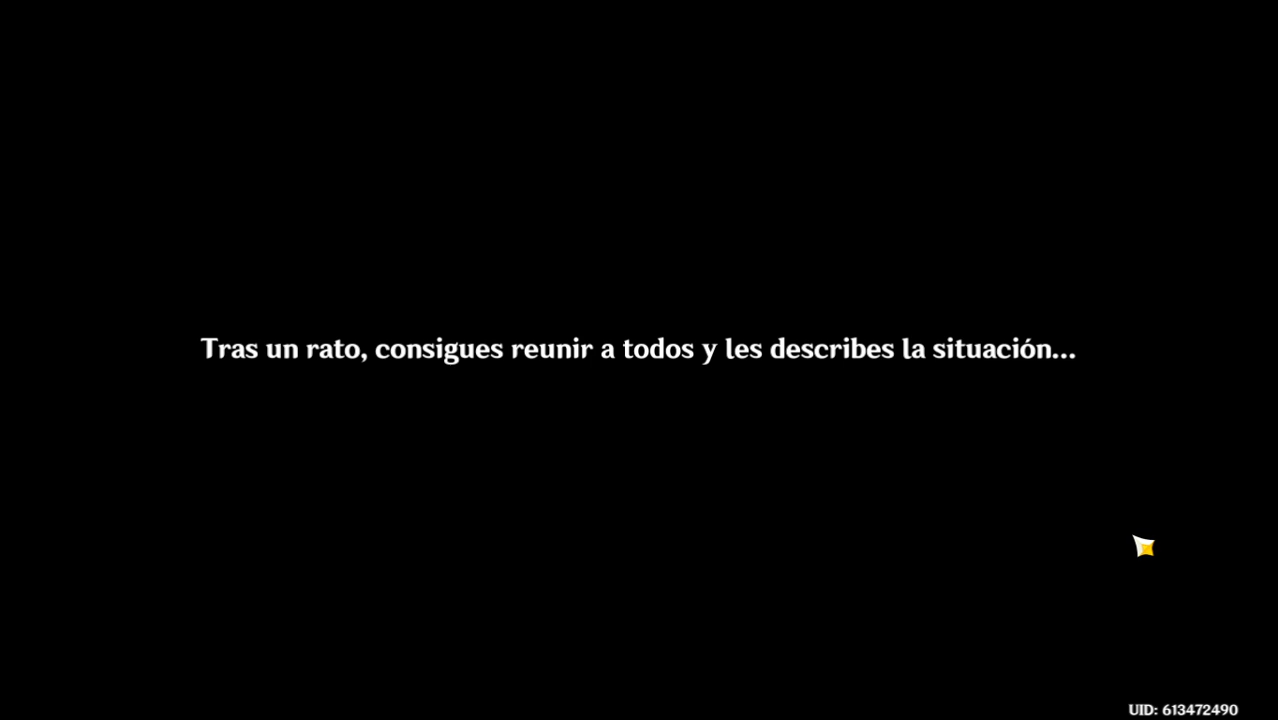 Tras un rato, consigues reunir a todos y les describes la situación...
UID: 613472490